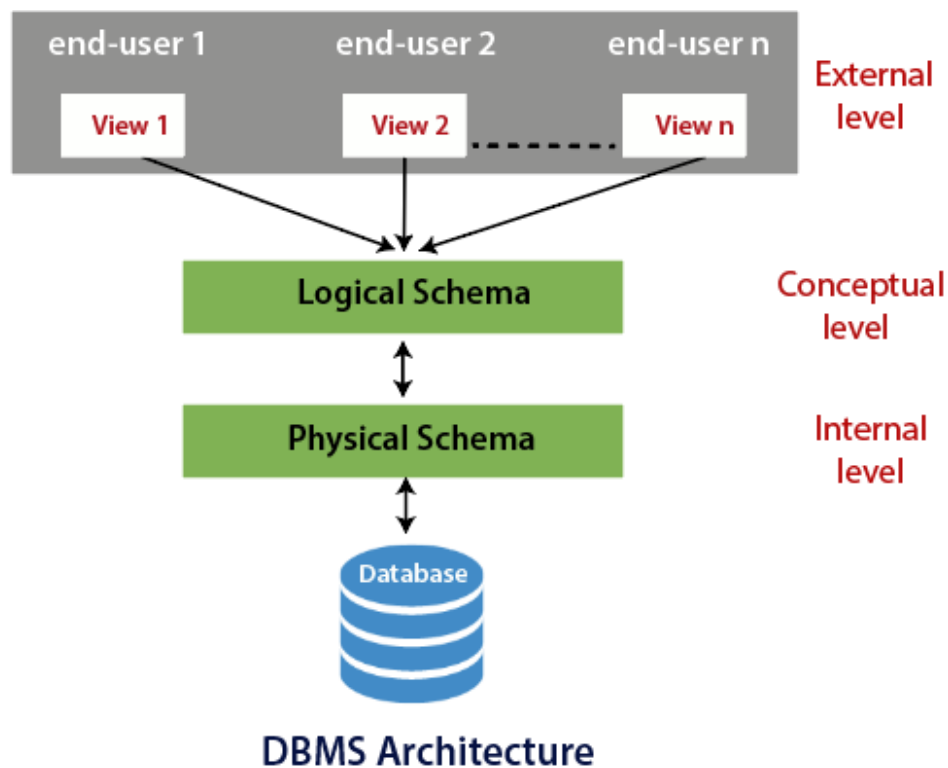 end-user 1 end-user 2 end-user n
View 1 View 2 View n
External
level
Logical Schema
Conceptual
level
Physical Schema
Internal
level
Database
DBMS Architecture